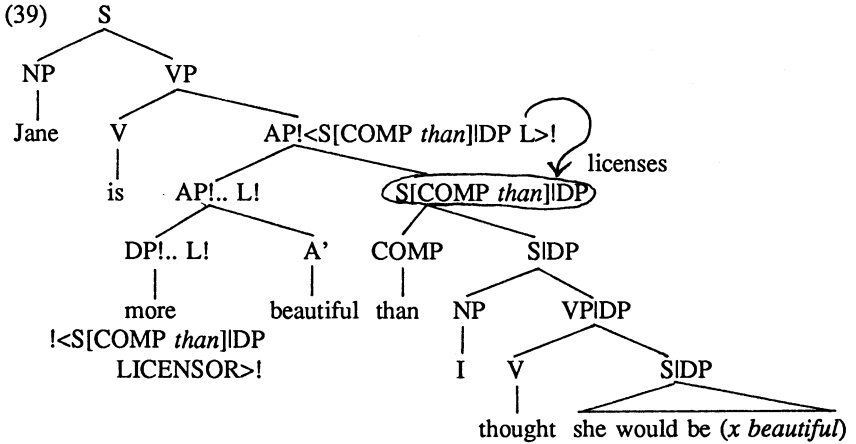 (39) S
NP VP
Jane V AP!<S[COMP than]|DP L>!
licenses
is AP!.. L! S[COMP than]|DP
DP!.. L! A' COMP S|DP
more beautiful than NP VP|DP
!<S[COMP than]|DP
LICENSOR>! I V S|DP
thought she would be (x beautiful)